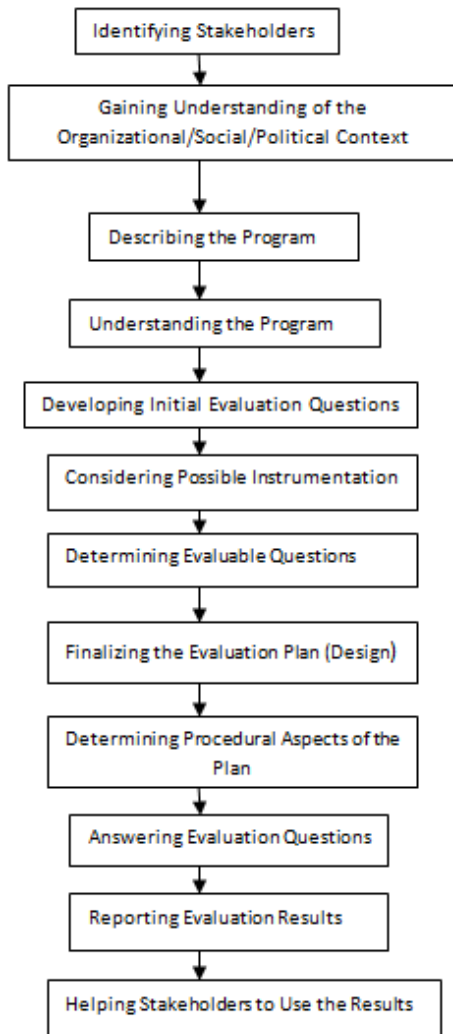 Identifying Stakeholders
Gaining Understanding of the
Organizational/Social/Political Context
Describing the Program
Understanding the Program
Developing Initial Evaluation Questions
Considering Possible Instrumentation
Determining Evaluable Questions
Finalizing the Evaluation Plan (Design)
Determining Procedural Aspects of the
Plan
Answering Evaluation Questions
Reporting Evaluation Results
Helping Stakeholders to Use the Results